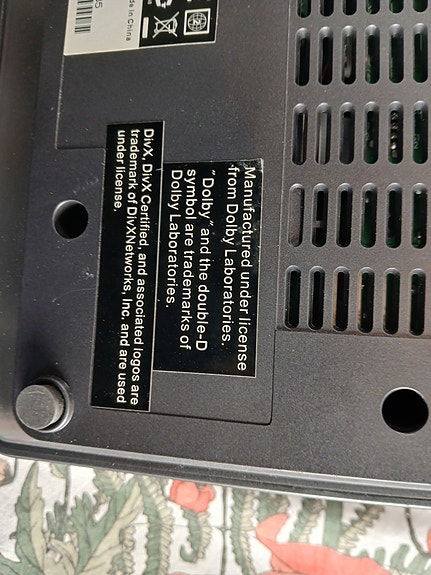 de in China
Manufactured under license
from Dolby Laboratories.
"Dolby" and the double-D
symbol are trademarks of
Dolby Laboratories.
DivX, DivX Certified, and associated logos are
trademark of DivXNetworks, Inc. and are used
under license.